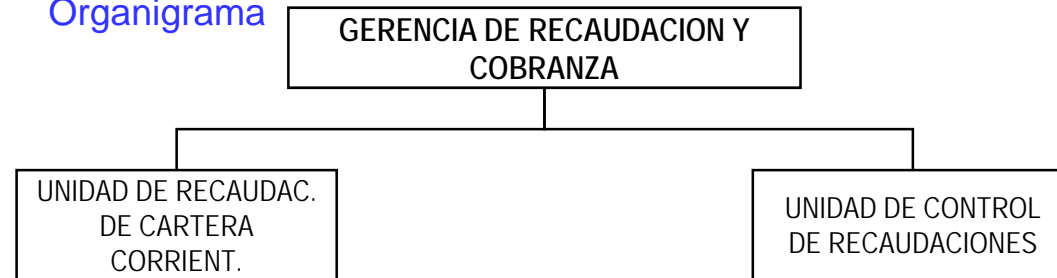 Organigrama
GERENCIA DE RECAUDACION Y
COBRANZA
UNIDAD DE RECAUDAC.
DE CARTERA
CORRIENT.
UNIDAD DE CONTROL
DE RECAUDACIONES